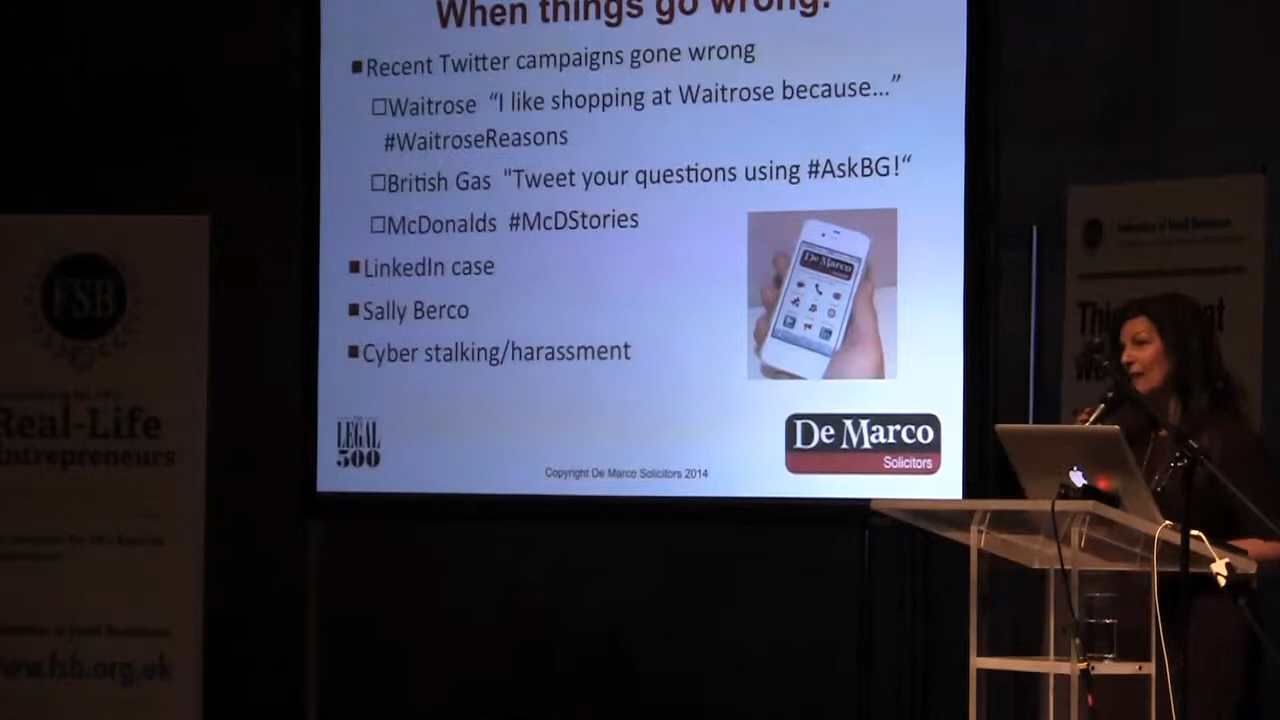 When things go wrong!
■ Recent Twitter campaigns gone wrong
□ Waitrose “I like shopping at Waitrose because...”
#WaitroseReasons
□ British Gas "Tweet your questions using #AskBG!“
□ McDonalds #McDStories
■ LinkedIn case
■ Sally Berco
■ Cyber stalking/harassment
De Marco
LEGAL
500
Copyright De Marco Solicitors 2014
De Marco
Solicitors
FSB
Real-Life
Entrepreneurs
www.fsb.org.uk